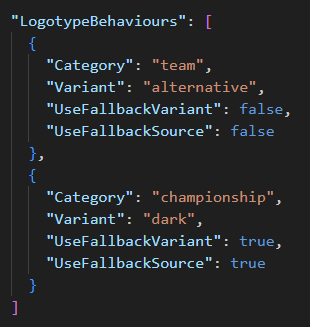 "LogotypeBehaviours": [
  {
    "Category": "team",
    "Variant": "alternative",
    "UseFallbackVariant": false,
    "UseFallbackSource": false
  },
  {
    "Category": "championship",
    "Variant": "dark",
    "UseFallbackVariant": true,
    "UseFallbackSource": true
  }
]